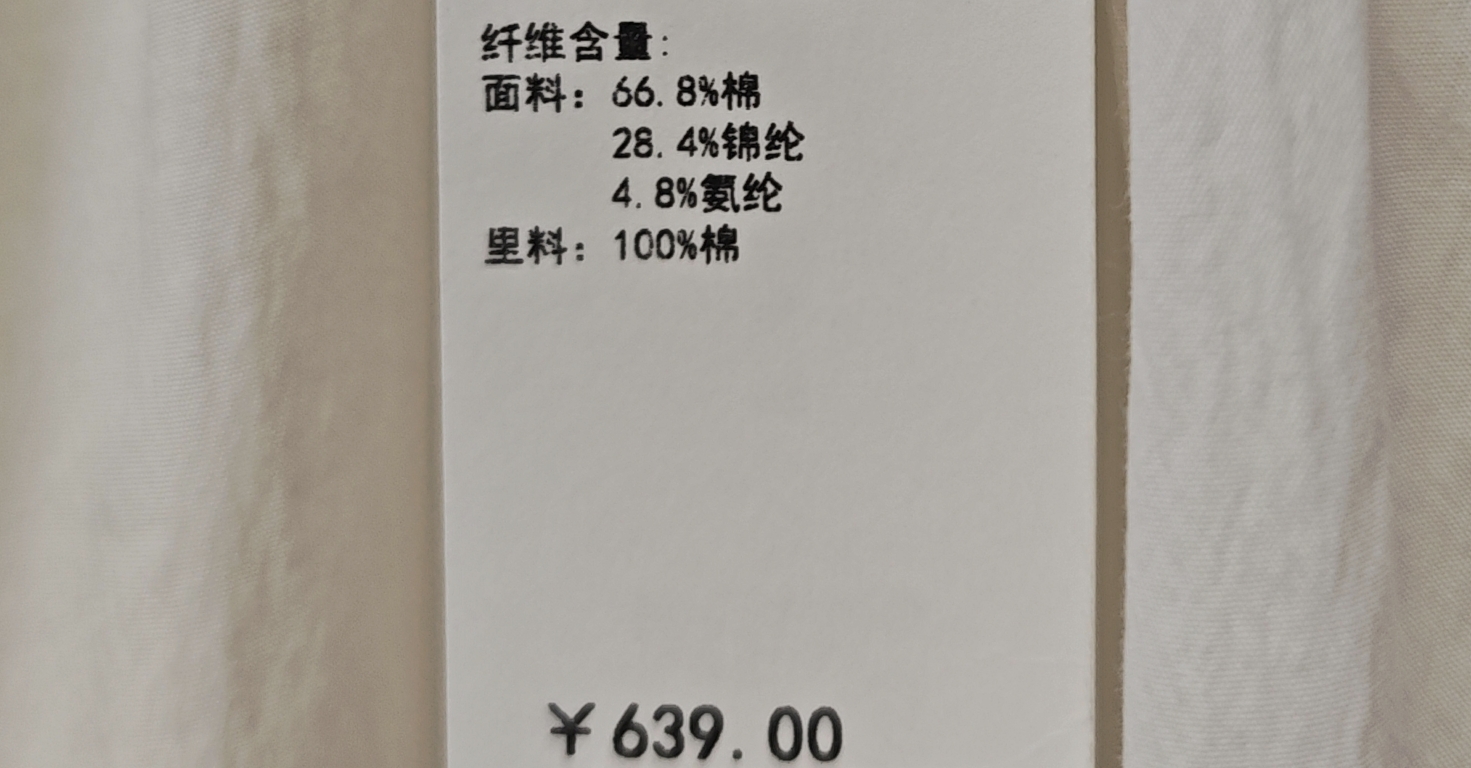 纤维含量:
面料: 66.8%棉
28.4%锦纶
4.8%氨纶
里料: 100%棉
¥639.00